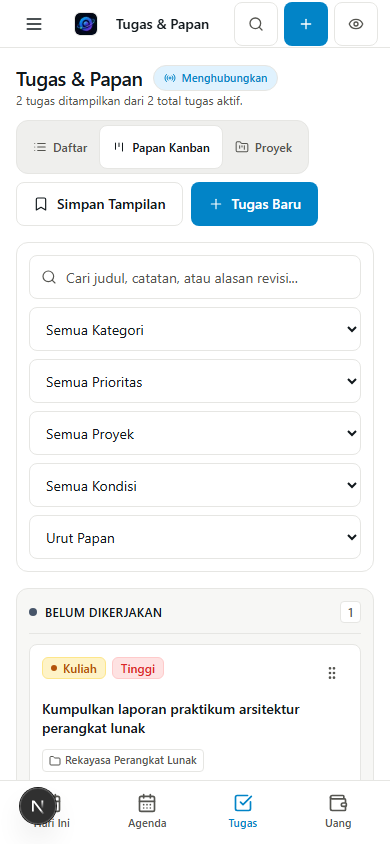 Tugas & Papan
Tugas & Papan
Menghubungkan
2 tugas ditampilkan dari 2 total tugas aktif.
Daftar
Papan Kanban
Proyek
Simpan Tampilan
Tugas Baru
Cari judul, catatan, atau alasan revisi...
Semua Kategori
Semua Prioritas
Semua Proyek
Semua Kondisi
Urut Papan
BELUM DIKERJAKAN
1
Kuliah
Tinggi
Kumpulkan laporan praktikum arsitektur
perangkat lunak
Rekayasa Perangkat Lunak
N
Hari Ini
Agenda
Tugas
Uang